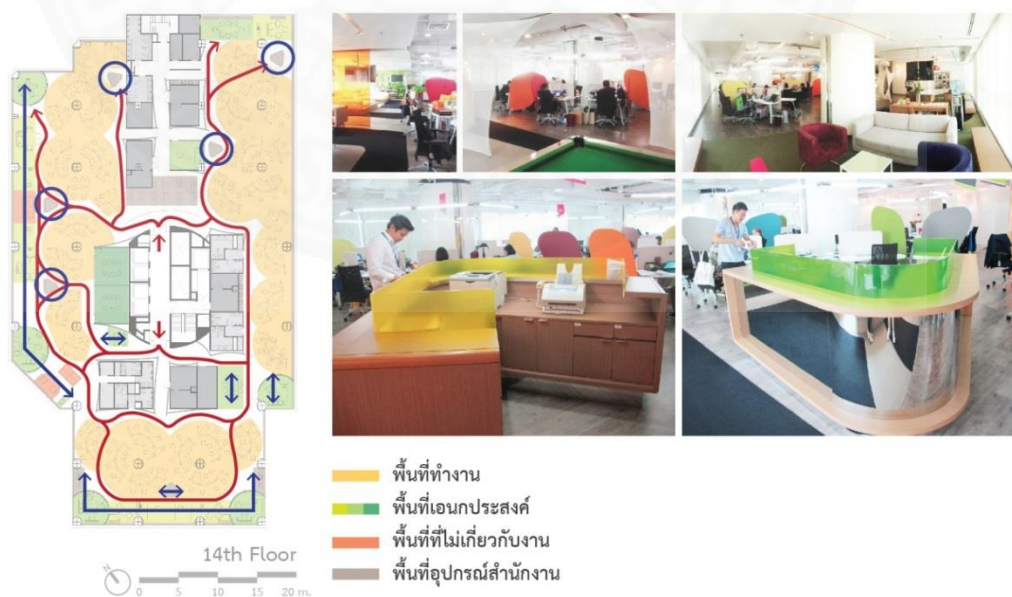 พื้นที่ทำงาน
พื้นที่เอนกประสงค์
พื้นที่ที่ไม่เกี่ยวกับงาน
พื้นที่อุปกรณ์สำนักงาน
14th Floor
N
0 5 10 15 20 m.